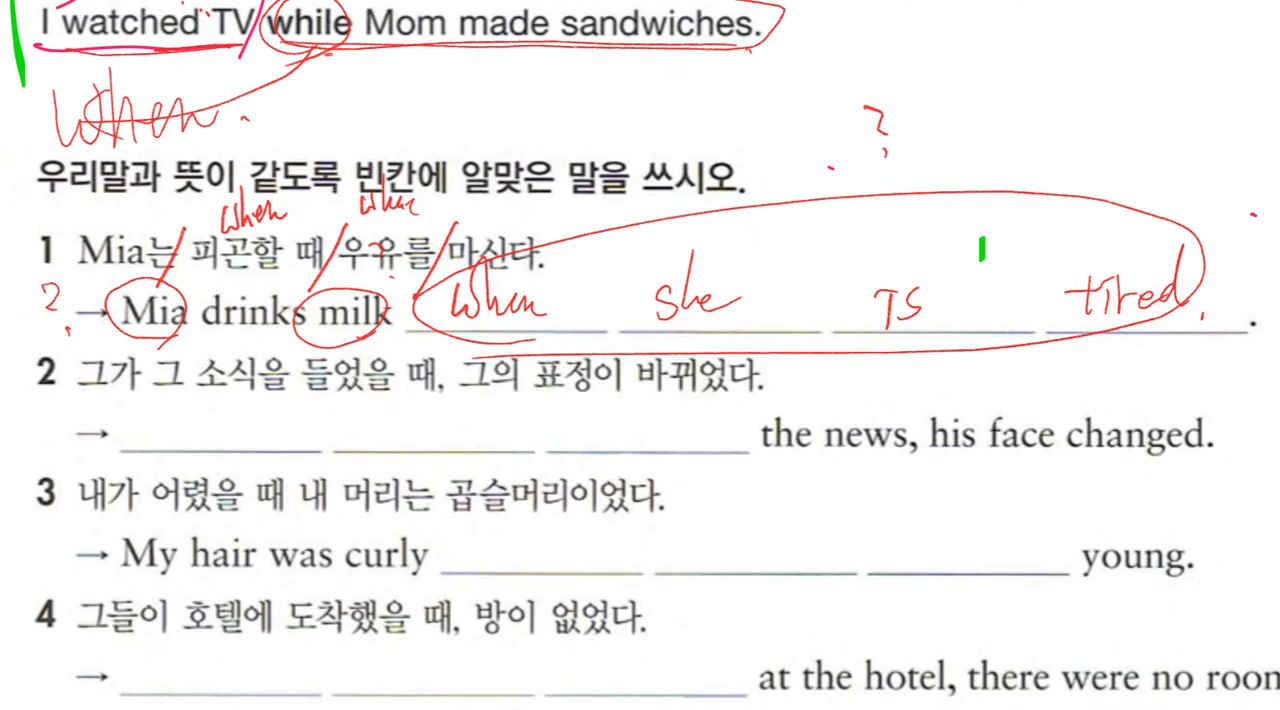 I watched TV while Mom made sandwiches.
When.
?
우리말과 뜻이 같도록 빈칸에 알맞은 말을 쓰시오.
when
1 Mia는 피곤할 때 우유를 마신다.
?
→ Mia drinks milk when she is tired.
2 그가 그 소식을 들었을 때, 그의 표정이 바뀌었다.
→ the news, his face changed.
3 내가 어렸을 때 내 머리는 곱슬머리이었다.
→ My hair was curly young.
4 그들이 호텔에 도착했을 때, 방이 없었다.
→ at the hotel, there were no room